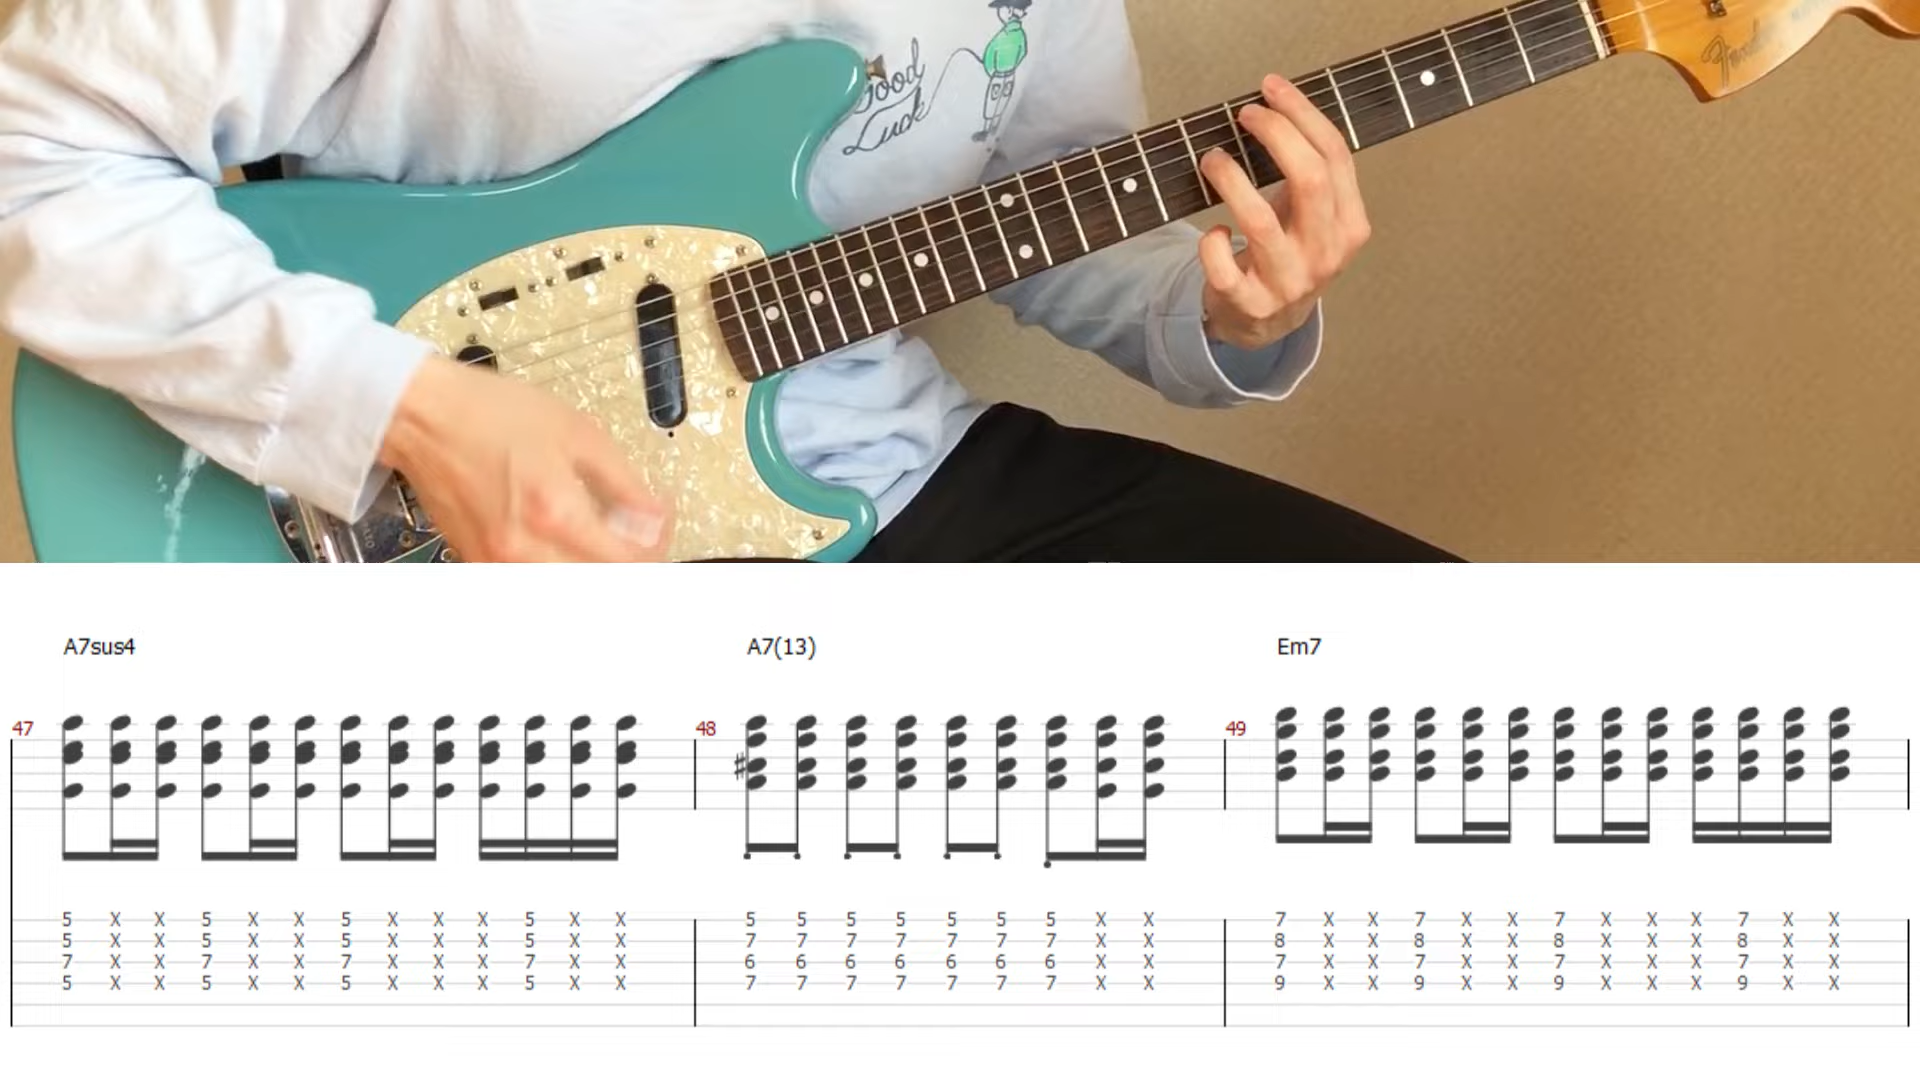 Good
Luck
Fender
A7sus4 A7(13) Em7
47 48 49
5 X X 5 X X 5 X X X 5 X X 5 5 5 5 5 5 5 X X 7 X X 7 X X 7 X X X 7 X X
5 X X 5 X X 5 X X X 5 X X 7 7 7 7 7 7 7 X X 8 X X 8 X X 8 X X X 8 X X
7 X X 7 X X 7 X X X 7 X X 6 6 6 6 6 6 6 X X 7 X X 7 X X 7 X X X 7 X X
5 X X 5 X X 5 X X X 5 X X 7 7 7 7 7 7 7 X X 9 X X 9 X X 9 X X X 9 X X